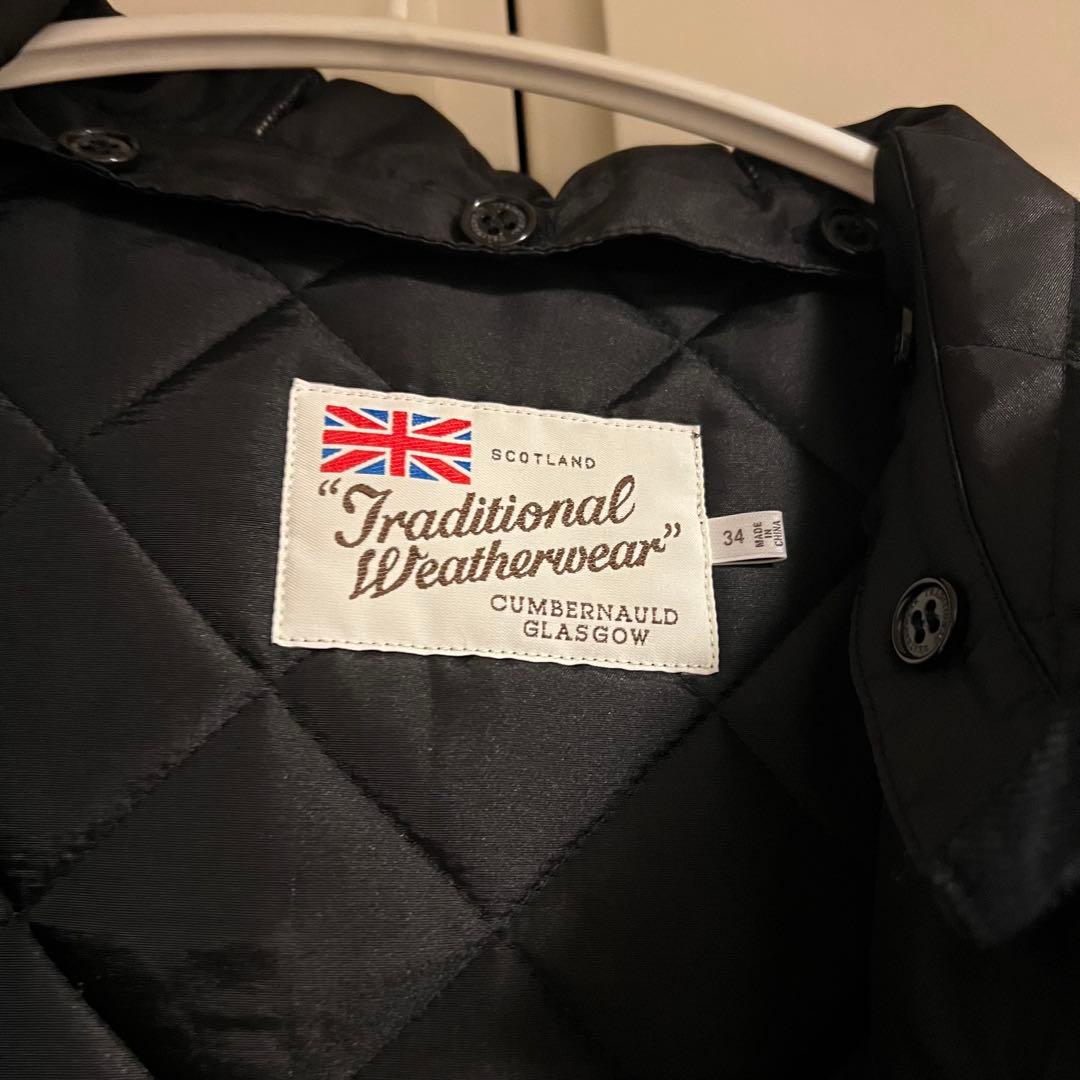 SCOTLAND
"Traditional
Weatherwear"
CUMBERNAULD
GLASGOW
34
MADE
IN
CHINA